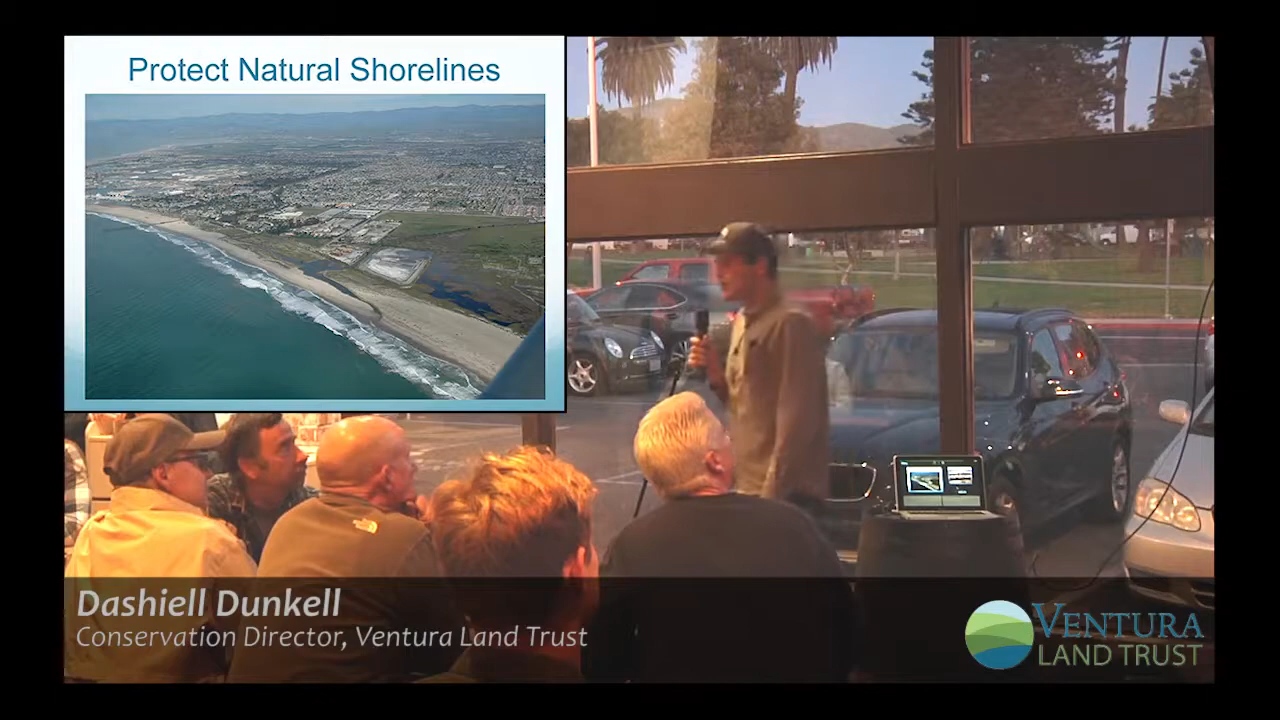 Protect Natural Shorelines
Dashiell Dunkell
Conservation Director, Ventura Land Trust
VENTURA
LAND TRUST